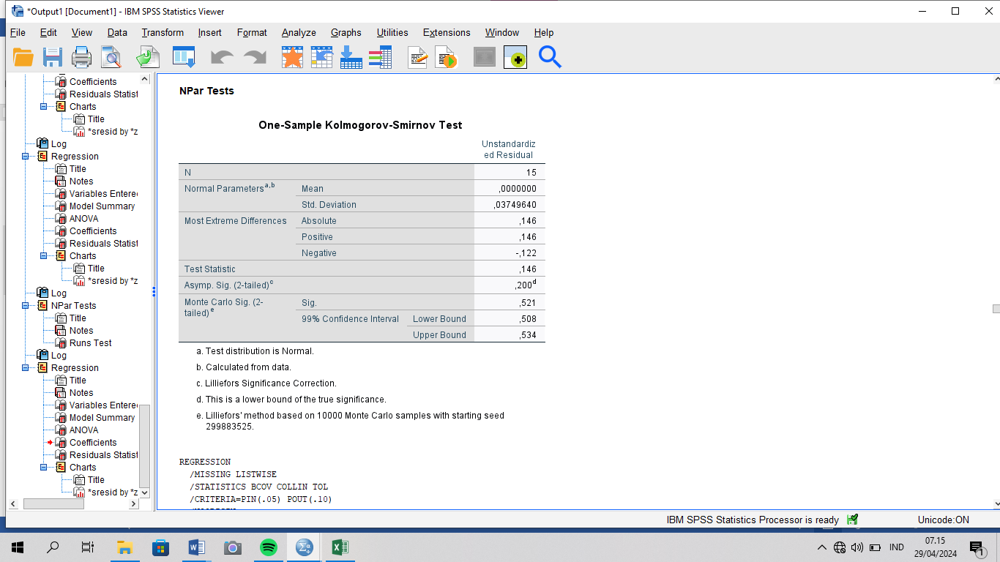 *Output1 [Document1] - IBM SPSS Statistics Viewer
File Edit View Data Transform Insert Format Analyze Graphs Utilities Extensions Window Help
Coefficients
Residuals Statist
Charts
Title
*sresid by *z
Log
Regression
Title
Notes
Variables Entere
Model Summary
ANOVA
Coefficients
Residuals Statist
Charts
Title
*sresid by *z
Log
NPar Tests
Title
Notes
Runs Test
Log
Regression
Title
Notes
Variables Entere
Model Summary
ANOVA
Coefficients
Residuals Statist
Charts
Title
*sresid by *z
NPar Tests
One-Sample Kolmogorov-Smirnov Test
Unstandardiz
ed Residual
N 15
Normal Parameters a,b Mean ,0000000
Std. Deviation ,03749640
Most Extreme Differences Absolute ,146
Positive ,146
Negative -,122
Test Statistic ,146
Asymp. Sig. (2-tailed) c ,200 d
Monte Carlo Sig. (2-
tailed) e Sig. ,521
99% Confidence Interval Lower Bound ,508
Upper Bound ,534
a. Test distribution is Normal.
b. Calculated from data.
c. Lilliefors Significance Correction.
d. This is a lower bound of the true significance.
e. Lilliefors' method based on 10000 Monte Carlo samples with starting seed
299883525.
REGRESSION
/MISSING LISTWISE
/STATISTICS BCOV COLLIN TOL
/CRITERIA=PIN(.05) POUT(.10)
IBM SPSS Statistics Processor is ready Unicode:ON
IND
07.15
29/04/2024
1